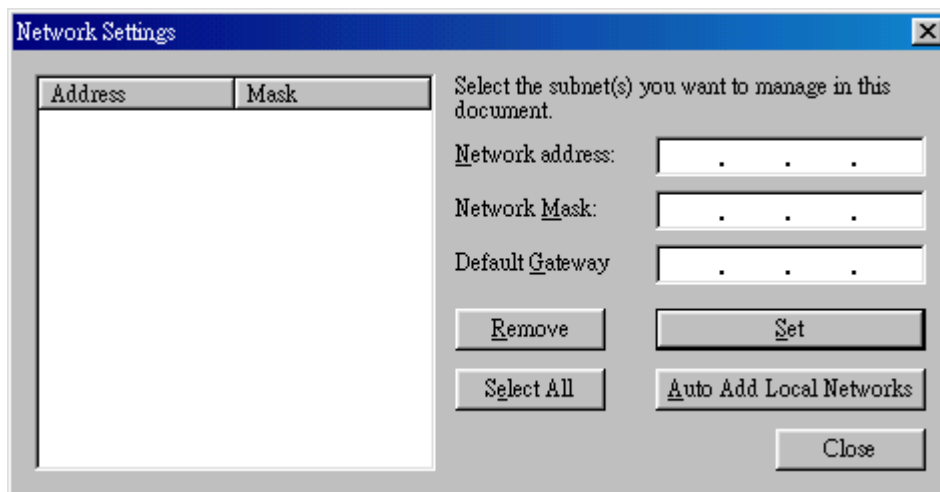 Network Settings
Address Mask
Select the subnet(s) you want to manage in this
document.
Network address: . . .
Network Mask: . . .
Default Gateway . . .
Remove Set
Select All Auto Add Local Networks
Close